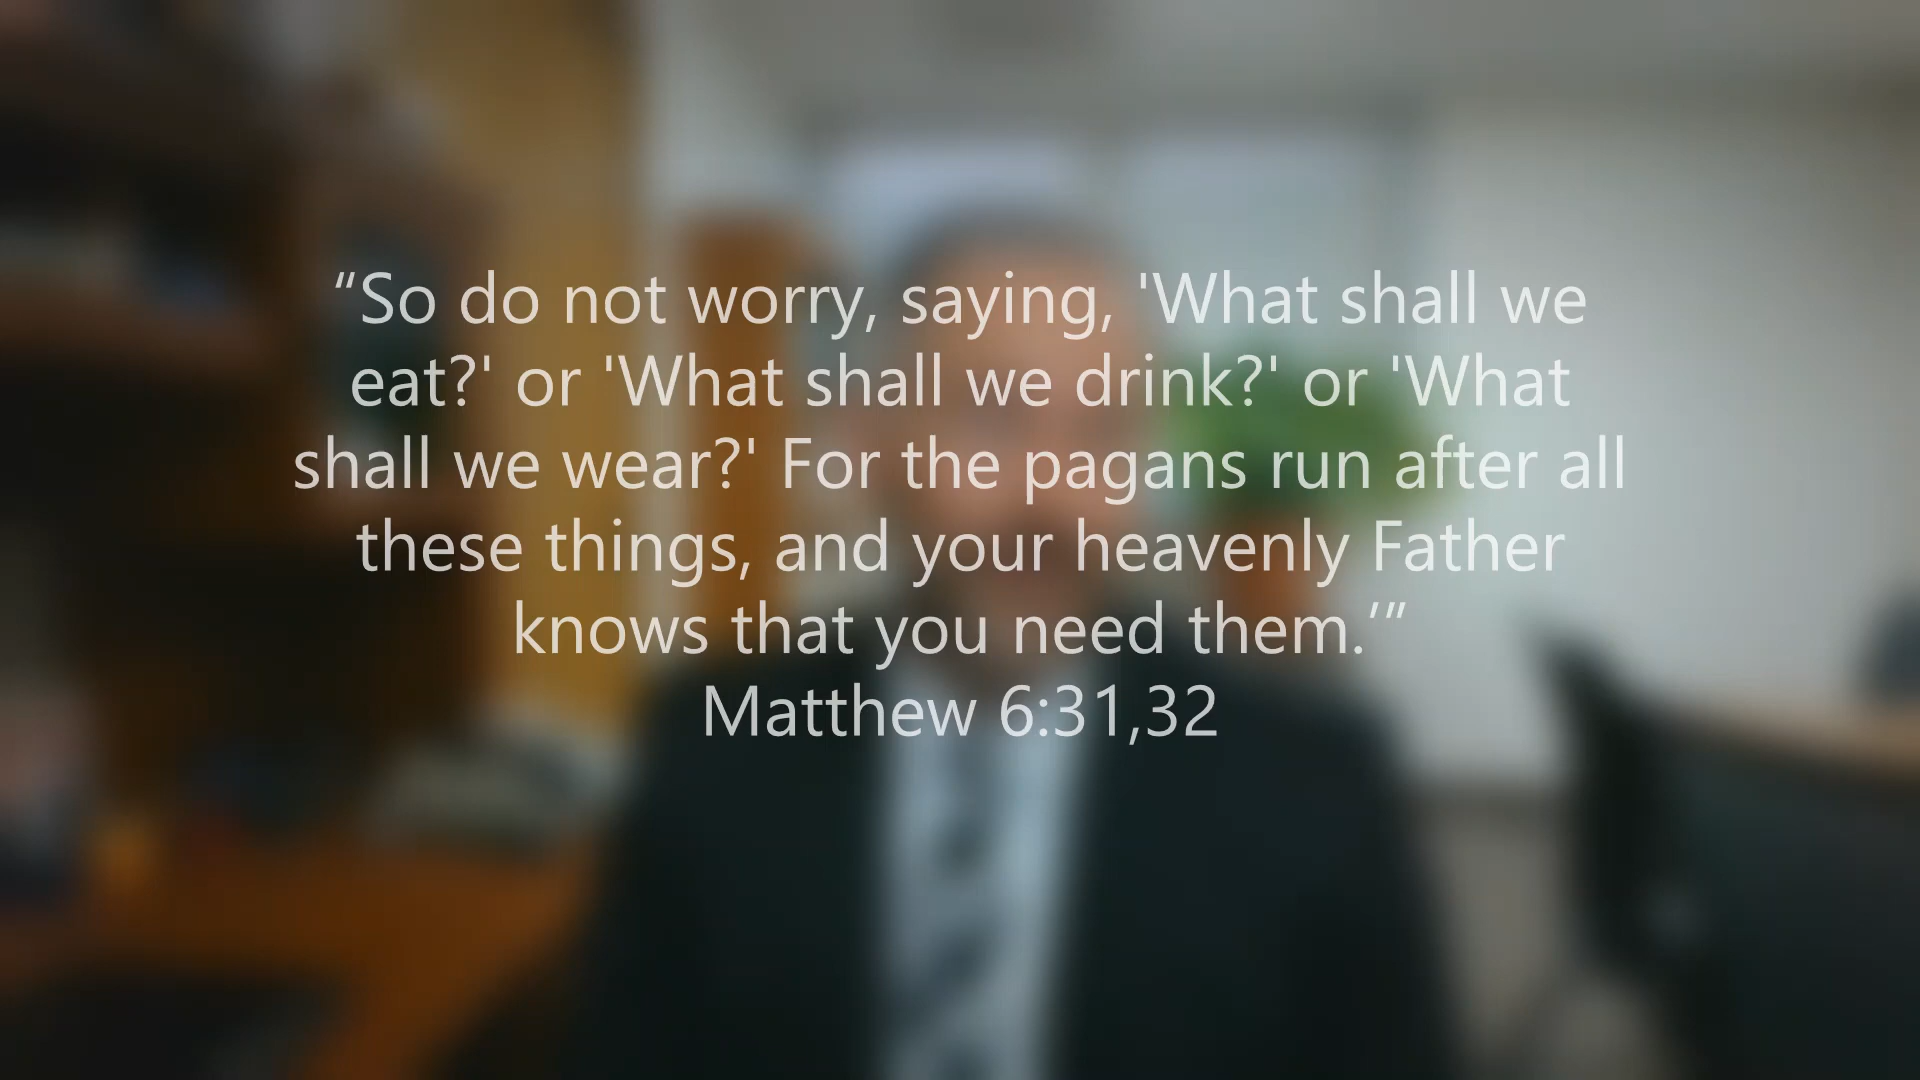 “So do not worry, saying, 'What shall we
eat?' or 'What shall we drink?' or 'What
shall we wear?' For the pagans run after all
these things, and your heavenly Father
knows that you need them.’”
Matthew 6:31,32